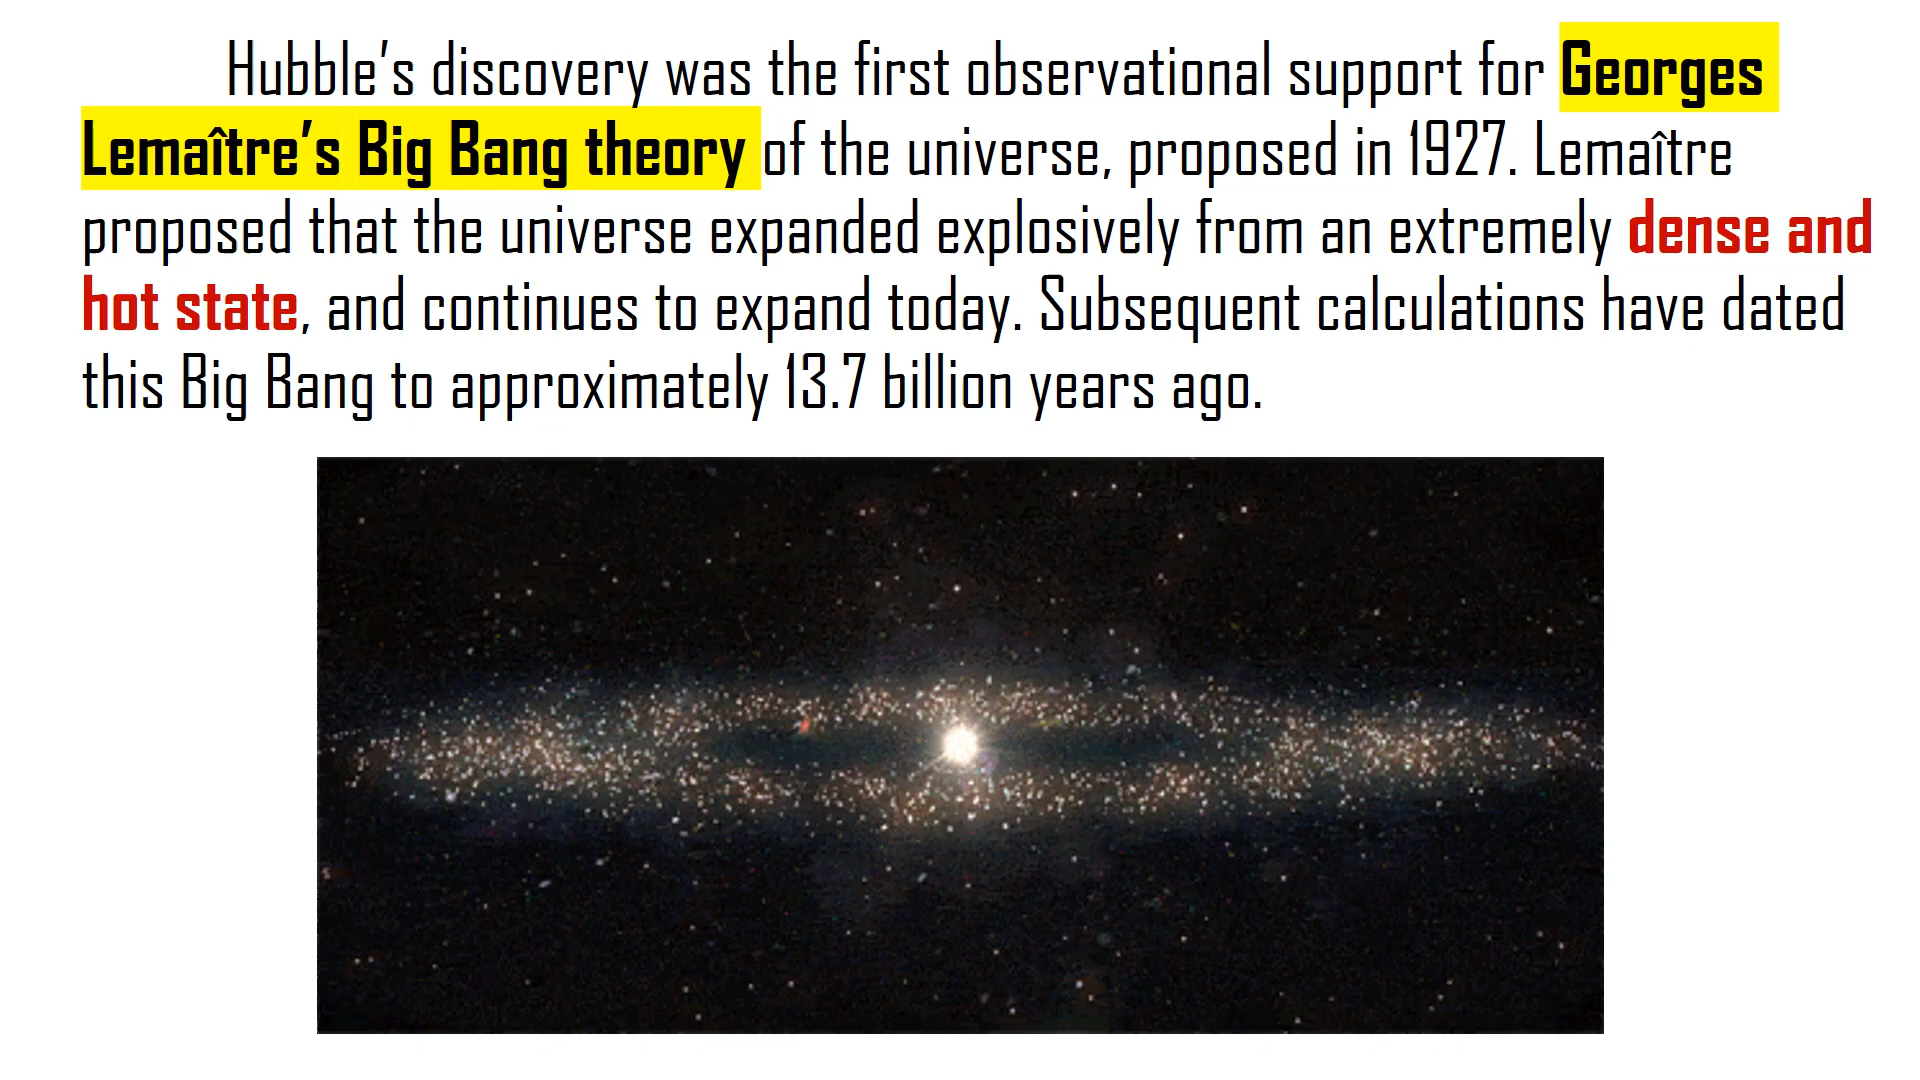 Hubble’s discovery was the first observational support for Georges
Lemaître’s Big Bang theory of the universe, proposed in 1927. Lemaître
proposed that the universe expanded explosively from an extremely dense and
hot state, and continues to expand today. Subsequent calculations have dated
this Big Bang to approximately 13.7 billion years ago.